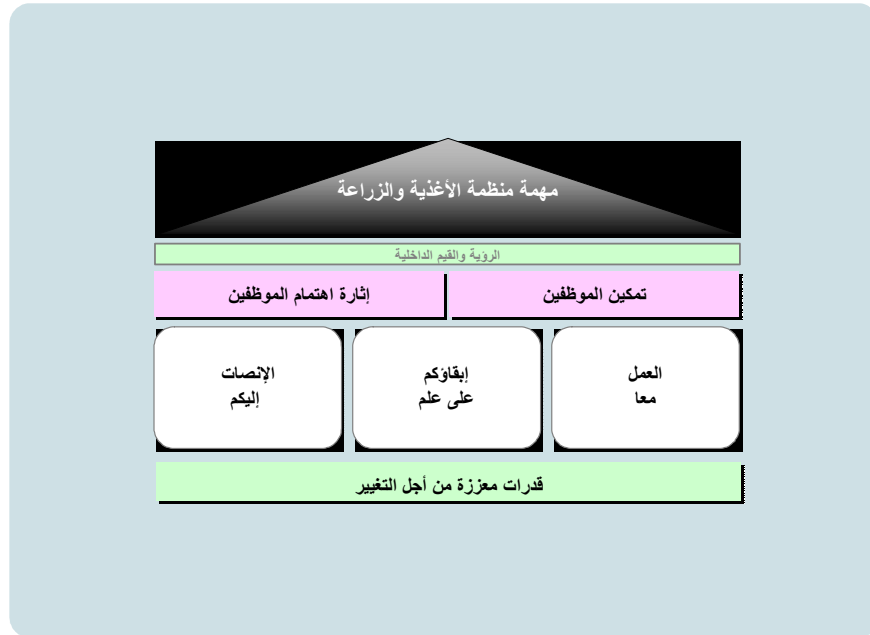 مهمة منظمة الأغذية والزراعة
الرؤية والقيم الداخلية
تمكين الموظفين
إثارة اهتمام الموظفين
العمل
معا
إبقاؤكم
على علم
الإنصات
إليكم
قدرات معززة من أجل التغيير